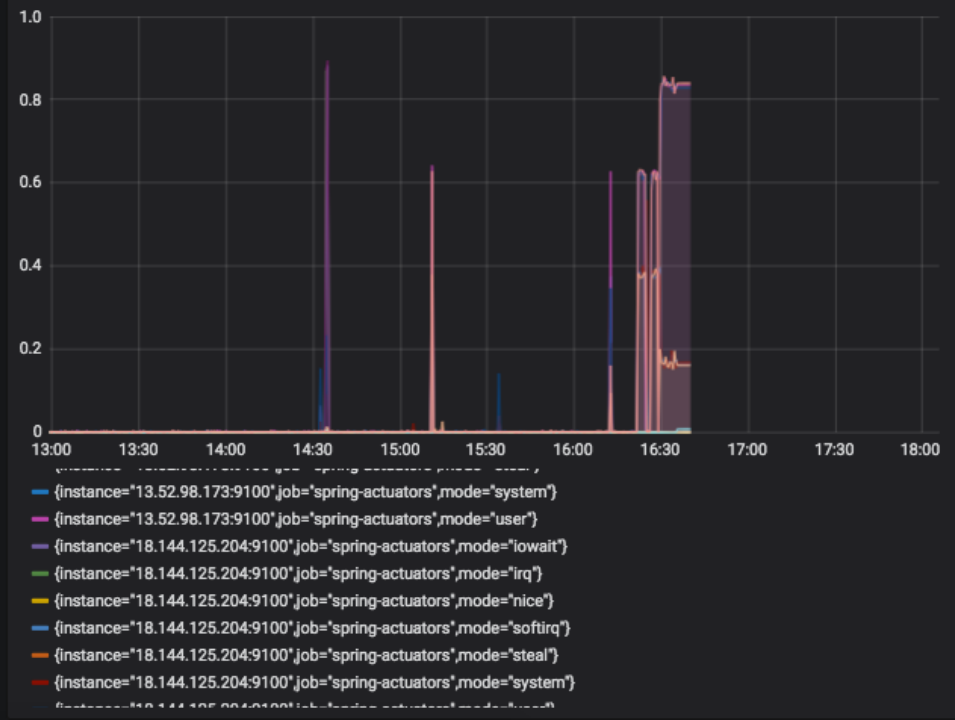 1.0
0.8
0.6
0.4
0.2
0
13:00 13:30 14:00 14:30 15:00 15:30 16:00 16:30 17:00 17:30 18:00
{instance="13.52.98.173:9100",job="spring-actuators",mode="system"}
{instance="13.52.98.173:9100",job="spring-actuators",mode="user"}
{instance="18.144.125.204:9100",job="spring-actuators",mode="iowait"}
{instance="18.144.125.204:9100",job="spring-actuators",mode="irq"}
{instance="18.144.125.204:9100",job="spring-actuators",mode="nice"}
{instance="18.144.125.204:9100",job="spring-actuators",mode="softirq"}
{instance="18.144.125.204:9100",job="spring-actuators",mode="steal"}
{instance="18.144.125.204:9100",job="spring-actuators",mode="system"}